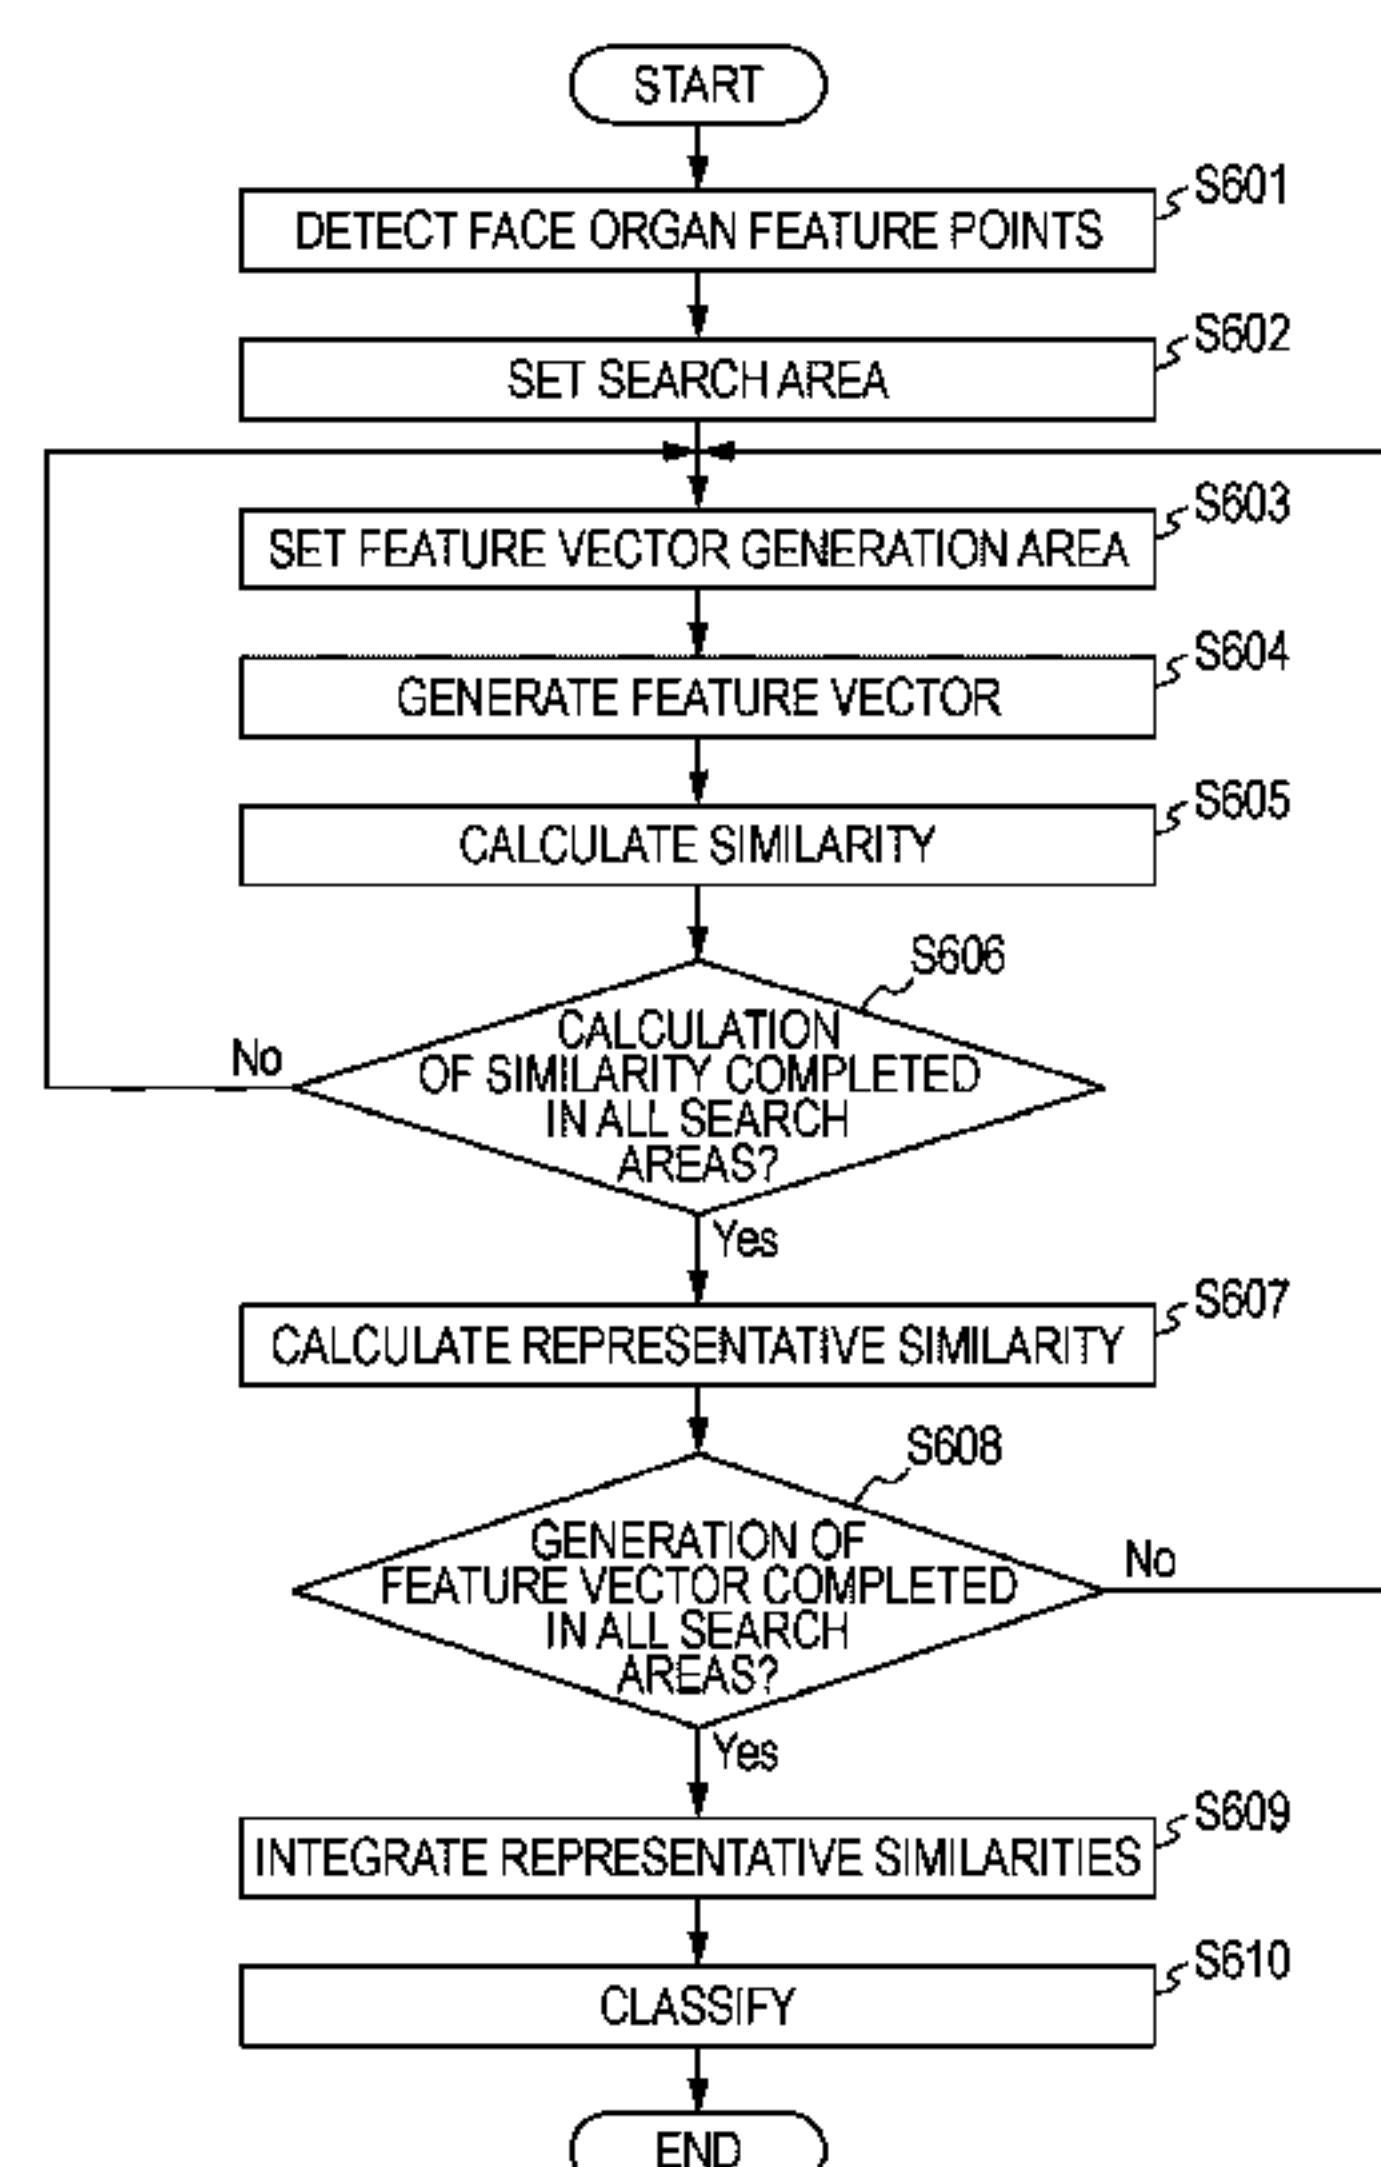 START
S601
DETECT FACE ORGAN FEATURE POINTS
S602
SET SEARCH AREA
S603
SET FEATURE VECTOR GENERATION AREA
S604
GENERATE FEATURE VECTOR
S605
CALCULATE SIMILARITY
S606
CALCULATION
OF SIMILARITY COMPLETED
IN ALL SEARCH
AREAS?
No
Yes
S607
CALCULATE REPRESENTATIVE SIMILARITY
S608
GENERATION OF
FEATURE VECTOR COMPLETED
IN ALL SEARCH
AREAS?
No
Yes
S609
INTEGRATE REPRESENTATIVE SIMILARITIES
S610
CLASSIFY
END